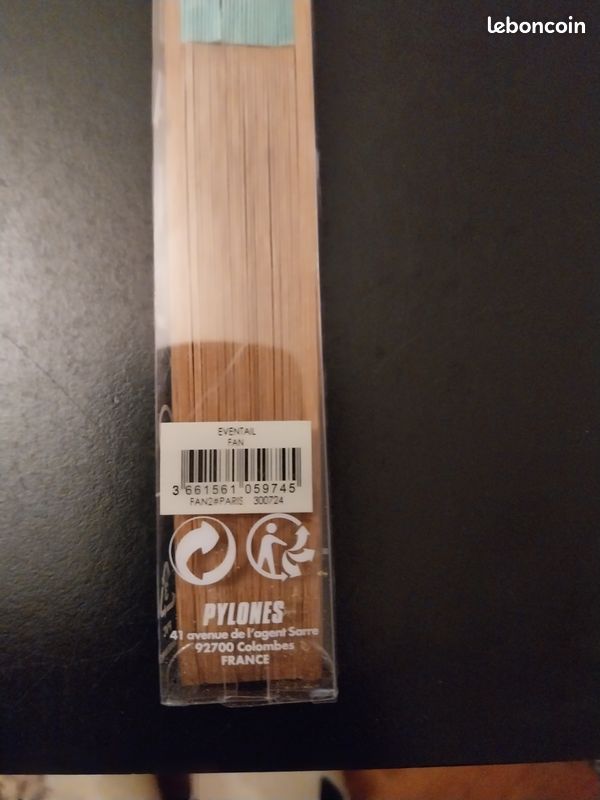 leboncoin
EVENTAIL
FAN
3 661561 059745
FAN2#PARIS 300724
PYLONES
41 avenue de l'agent Sarre
92700 Colombes
FRANCE